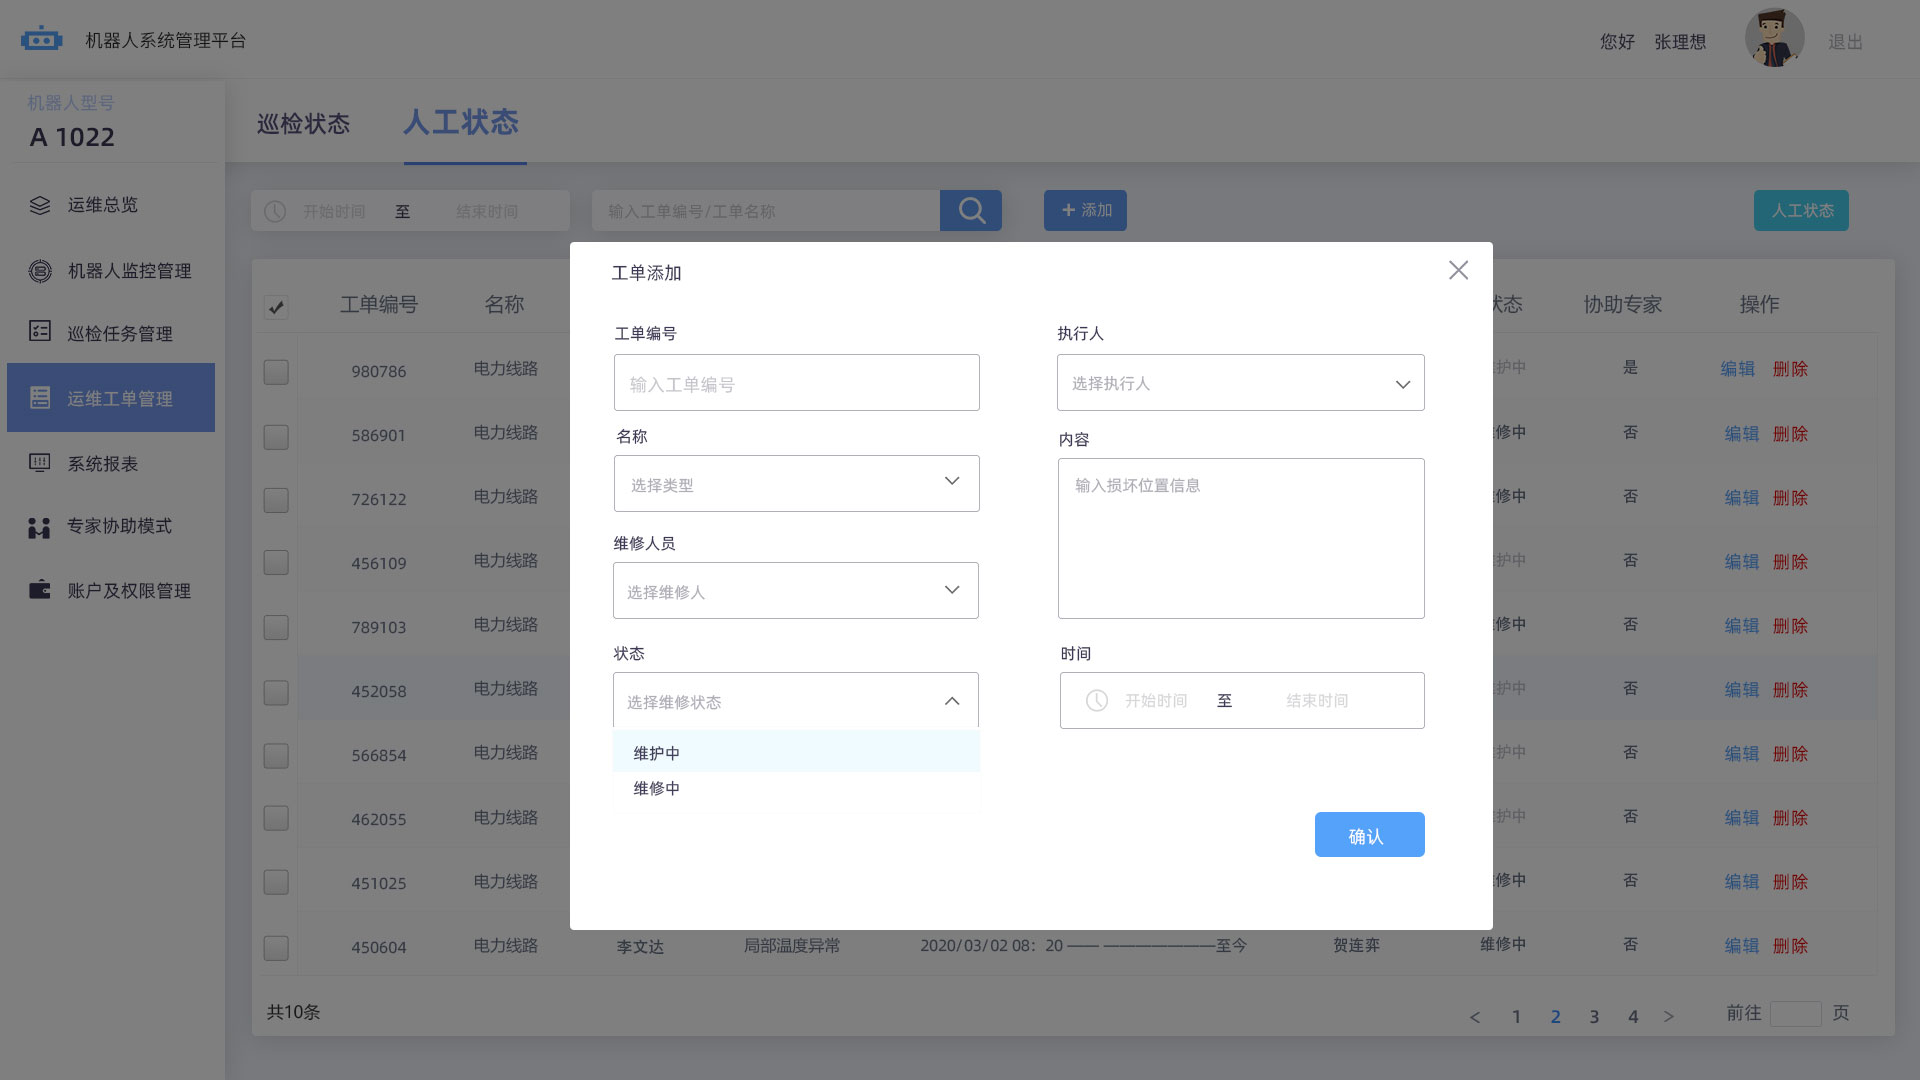 机器人系统管理平台
您好 张理想 退出
机器人型号
A 1022
巡检状态 人工状态
运维总览
机器人监控管理
巡检任务管理
运维工单管理
系统报表
专家协助模式
账户及权限管理
开始时间 至 结束时间
输入工单编号/工单名称
+ 添加
人工状态
工单编号 名称 状态 协助专家 操作
980786 电力线路 护中 是 编辑 删除
586901 电力线路 修中 否 编辑 删除
726122 电力线路 修中 否 编辑 删除
456109 电力线路 护中 否 编辑 删除
789103 电力线路 修中 否 编辑 删除
452058 电力线路 护中 否 编辑 删除
566854 电力线路 护中 否 编辑 删除
462055 电力线路 护中 否 编辑 删除
451025 电力线路 修中 否 编辑 删除
450604 电力线路 李文达 局部温度异常 2020/03/02 08：20 —— ———————至今 贺连弈 维修中 否 编辑 删除
共10条
< 1 2 3 4 > 前往 页
工单添加
工单编号
输入工单编号
名称
选择类型
维修人员
选择维修人
状态
选择维修状态
维护中
维修中
执行人
选择执行人
内容
输入损坏位置信息
时间
开始时间 至 结束时间
确认